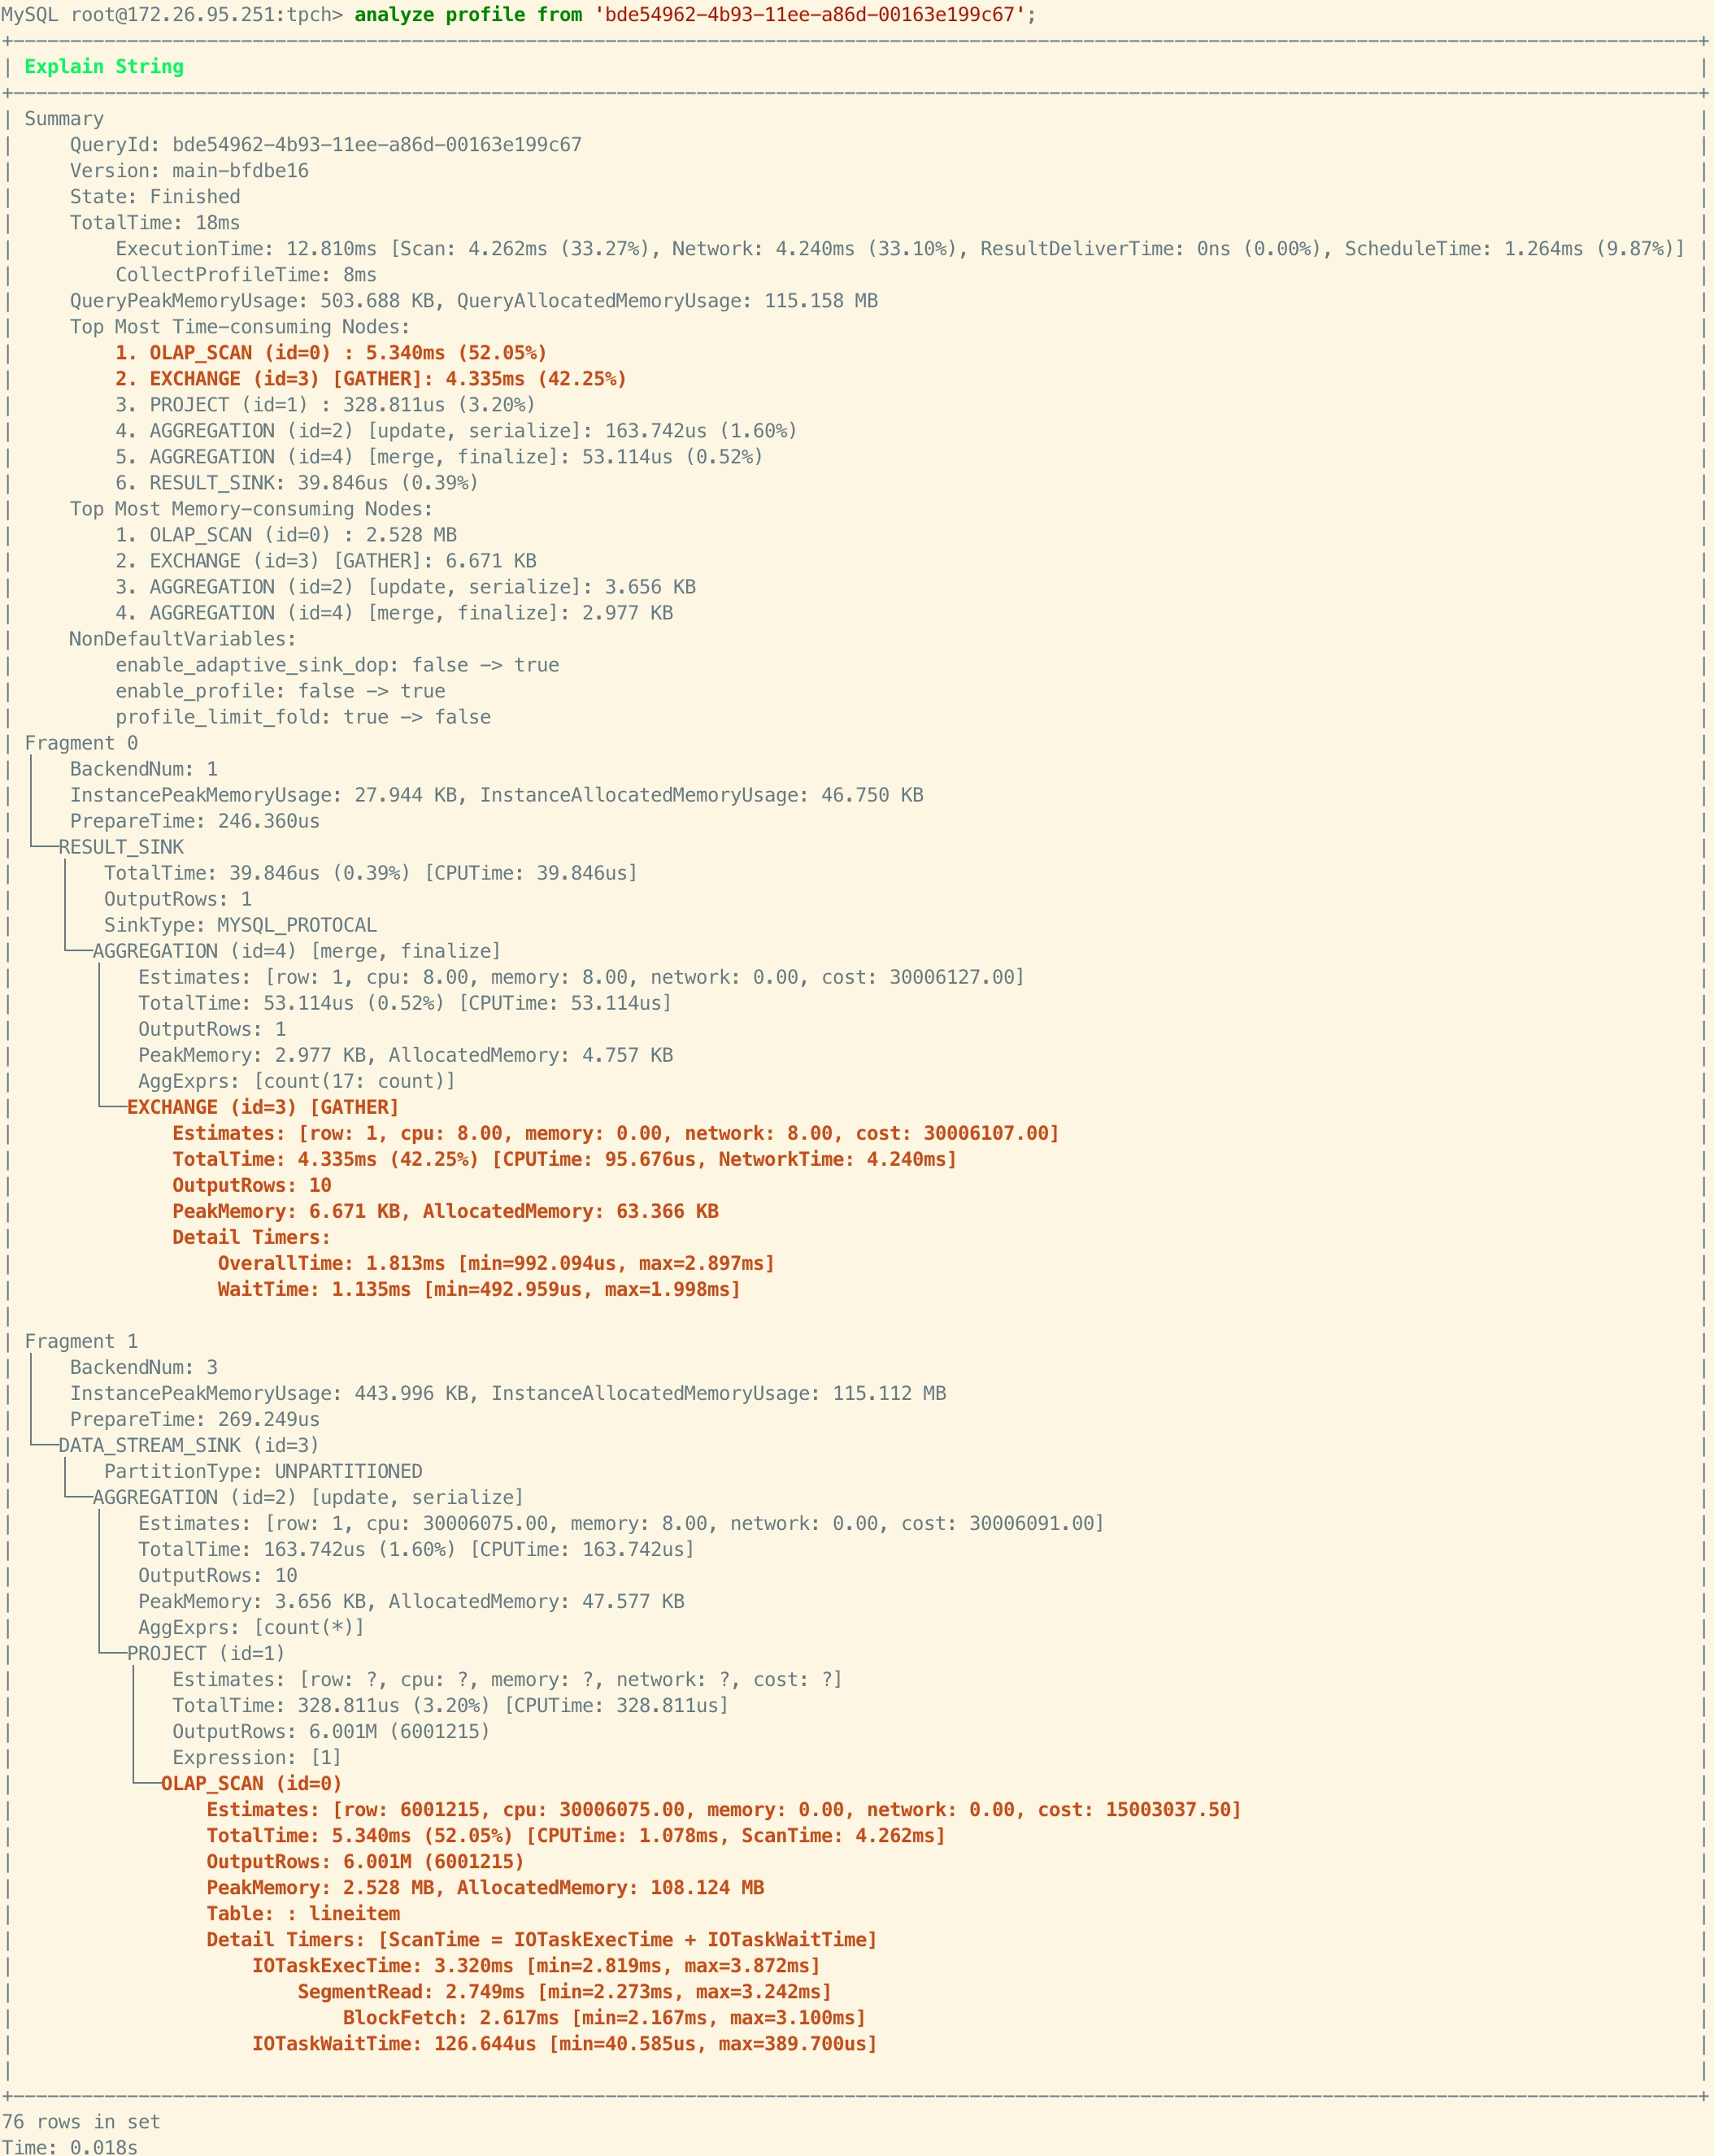 MySQL root@172.26.95.251:tpch> analyze profile from 'bde54962-4b93-11ee-a86d-00163e199c67';
Explain String
Summary
QueryId: bde54962-4b93-11ee-a86d-00163e199c67
Version: main-bfdbe16
State: Finished
TotalTime: 18ms
ExecutionTime: 12.810ms [Scan: 4.262ms (33.27%), Network: 4.240ms (33.10%), ResultDeliverTime: 0ns (0.00%), ScheduleTime: 1.264ms (9.87%)]
CollectProfileTime: 8ms
QueryPeakMemoryUsage: 503.688 KB, QueryAllocatedMemoryUsage: 115.158 MB
Top Most Time-consuming Nodes:
1. OLAP_SCAN (id=0) : 5.340ms (52.05%)
2. EXCHANGE (id=3) [GATHER]: 4.335ms (42.25%)
3. PROJECT (id=1) : 328.811us (3.20%)
4. AGGREGATION (id=2) [update, serialize]: 163.742us (1.60%)
5. AGGREGATION (id=4) [merge, finalize]: 53.114us (0.52%)
6. RESULT_SINK: 39.846us (0.39%)
Top Most Memory-consuming Nodes:
1. OLAP_SCAN (id=0) : 2.528 MB
2. EXCHANGE (id=3) [GATHER]: 6.671 KB
3. AGGREGATION (id=2) [update, serialize]: 3.656 KB
4. AGGREGATION (id=4) [merge, finalize]: 2.977 KB
NonDefaultVariables:
enable_adaptive_sink_dop: false -> true
enable_profile: false -> true
profile_limit_fold: true -> false
Fragment 0
BackendNum: 1
InstancePeakMemoryUsage: 27.944 KB, InstanceAllocatedMemoryUsage: 46.750 KB
PrepareTime: 246.360us
RESULT_SINK
TotalTime: 39.846us (0.39%) [CPUTime: 39.846us]
OutputRows: 1
SinkType: MYSQL_PROTOCAL
AGGREGATION (id=4) [merge, finalize]
Estimates: [row: 1, cpu: 8.00, memory: 8.00, network: 0.00, cost: 30006127.00]
TotalTime: 53.114us (0.52%) [CPUTime: 53.114us]
OutputRows: 1
PeakMemory: 2.977 KB, AllocatedMemory: 4.757 KB
AggExprs: [count(17: count)]
EXCHANGE (id=3) [GATHER]
Estimates: [row: 1, cpu: 8.00, memory: 0.00, network: 8.00, cost: 30006107.00]
TotalTime: 4.335ms (42.25%) [CPUTime: 95.676us, NetworkTime: 4.240ms]
OutputRows: 10
PeakMemory: 6.671 KB, AllocatedMemory: 63.366 KB
Detail Timers:
OverallTime: 1.813ms [min=992.094us, max=2.897ms]
WaitTime: 1.135ms [min=492.959us, max=1.998ms]
Fragment 1
BackendNum: 3
InstancePeakMemoryUsage: 443.996 KB, InstanceAllocatedMemoryUsage: 115.112 MB
PrepareTime: 269.249us
DATA_STREAM_SINK (id=3)
PartitionType: UNPARTITIONED
AGGREGATION (id=2) [update, serialize]
Estimates: [row: 1, cpu: 30006075.00, memory: 8.00, network: 0.00, cost: 30006091.00]
TotalTime: 163.742us (1.60%) [CPUTime: 163.742us]
OutputRows: 10
PeakMemory: 3.656 KB, AllocatedMemory: 47.577 KB
AggExprs: [count(*)]
PROJECT (id=1)
Estimates: [row: ?, cpu: ?, memory: ?, network: ?, cost: ?]
TotalTime: 328.811us (3.20%) [CPUTime: 328.811us]
OutputRows: 6.001M (6001215)
Expression: [1]
OLAP_SCAN (id=0)
Estimates: [row: 6001215, cpu: 30006075.00, memory: 0.00, network: 0.00, cost: 15003037.50]
TotalTime: 5.340ms (52.05%) [CPUTime: 1.078ms, ScanTime: 4.262ms]
OutputRows: 6.001M (6001215)
PeakMemory: 2.528 MB, AllocatedMemory: 108.124 MB
Table: : lineitem
Detail Timers: [ScanTime = IOTaskExecTime + IOTaskWaitTime]
IOTaskExecTime: 3.320ms [min=2.819ms, max=3.872ms]
SegmentRead: 2.749ms [min=2.273ms, max=3.242ms]
BlockFetch: 2.617ms [min=2.167ms, max=3.100ms]
IOTaskWaitTime: 126.644us [min=40.585us, max=389.700us]
76 rows in set
Time: 0.018s